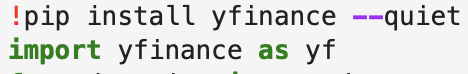 !pip install yfinance --quiet
import yfinance as yf